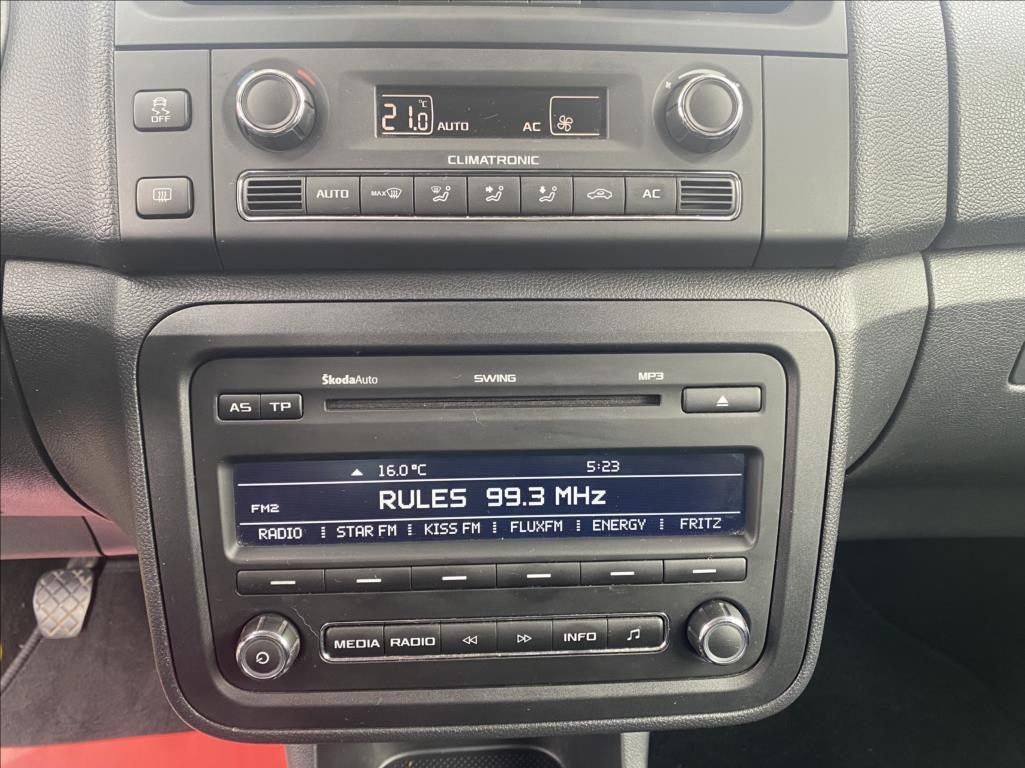 OFF
21.0 °C AUTO AC
CLIMATRONIC
AUTO MAX AC
ŠkodaAuto SWING MP3
AS TP
16.0 °C 5:23
RULES 99.3 MHz
FM2
RADIO STAR FM KISS FM FLUXFM ENERGY FRITZ
MEDIA RADIO INFO